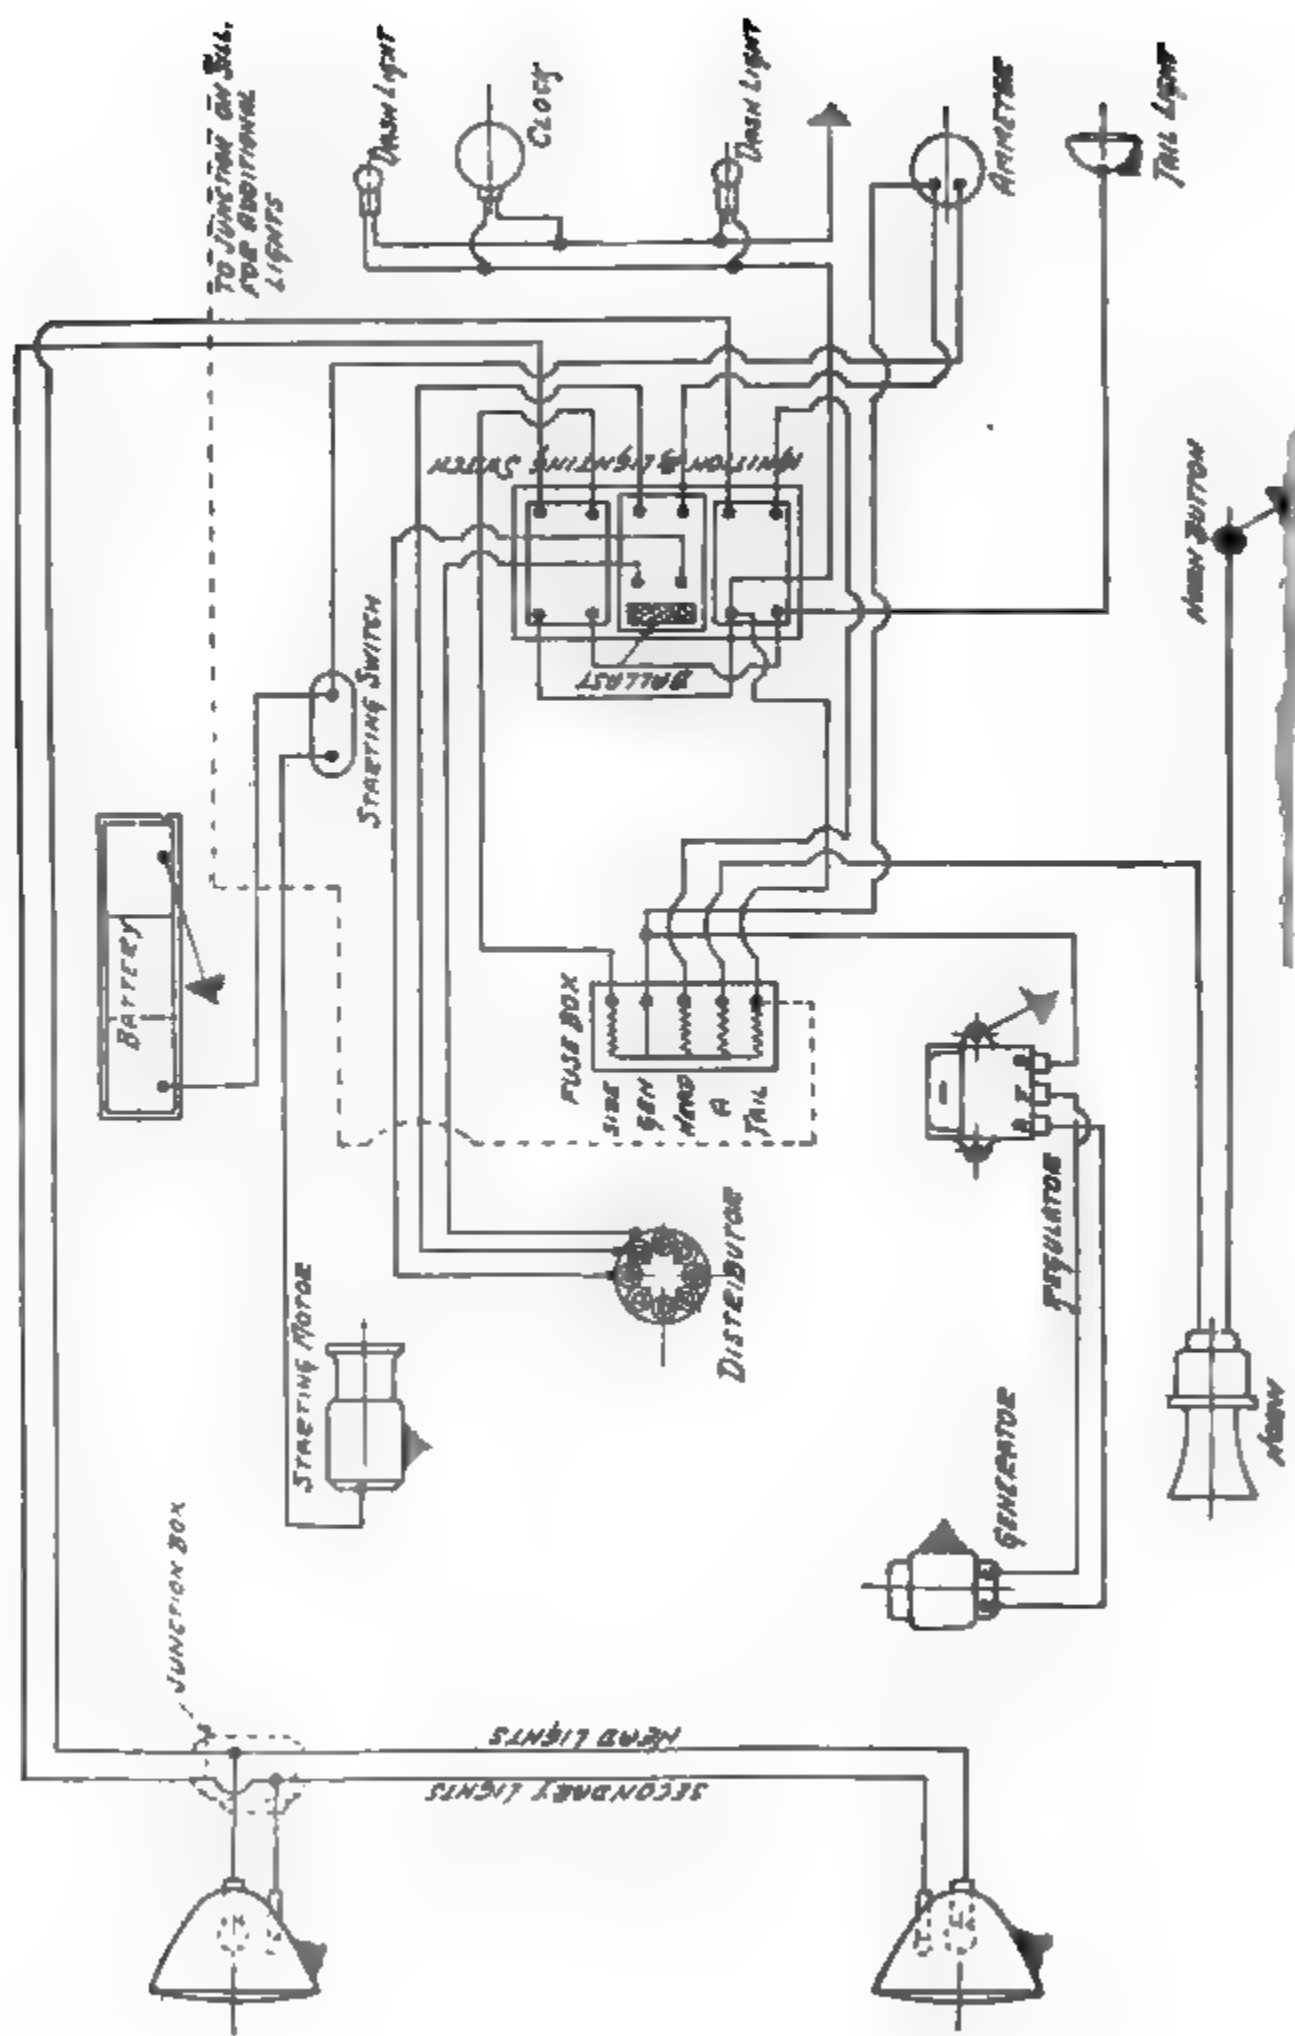 TO JUNCTION ON SILL
FOR ADDITIONAL
LIGHTS
DASH LIGHT
CLOCK
DASH LIGHT
AMMETER
TAIL LIGHT
IGNITION & LIGHTING SWITCH
BALLAST
HORN BUTTON
STARTING SWITCH
BATTERY
FUSE BOX
SIDE
GEN
HEAD
A
TAIL
REGULATOR
DISTRIBUTOR
STARTING MOTOR
GENERATOR
HORN
JUNCTION BOX
HEAD LIGHTS
SECONDARY LIGHTS